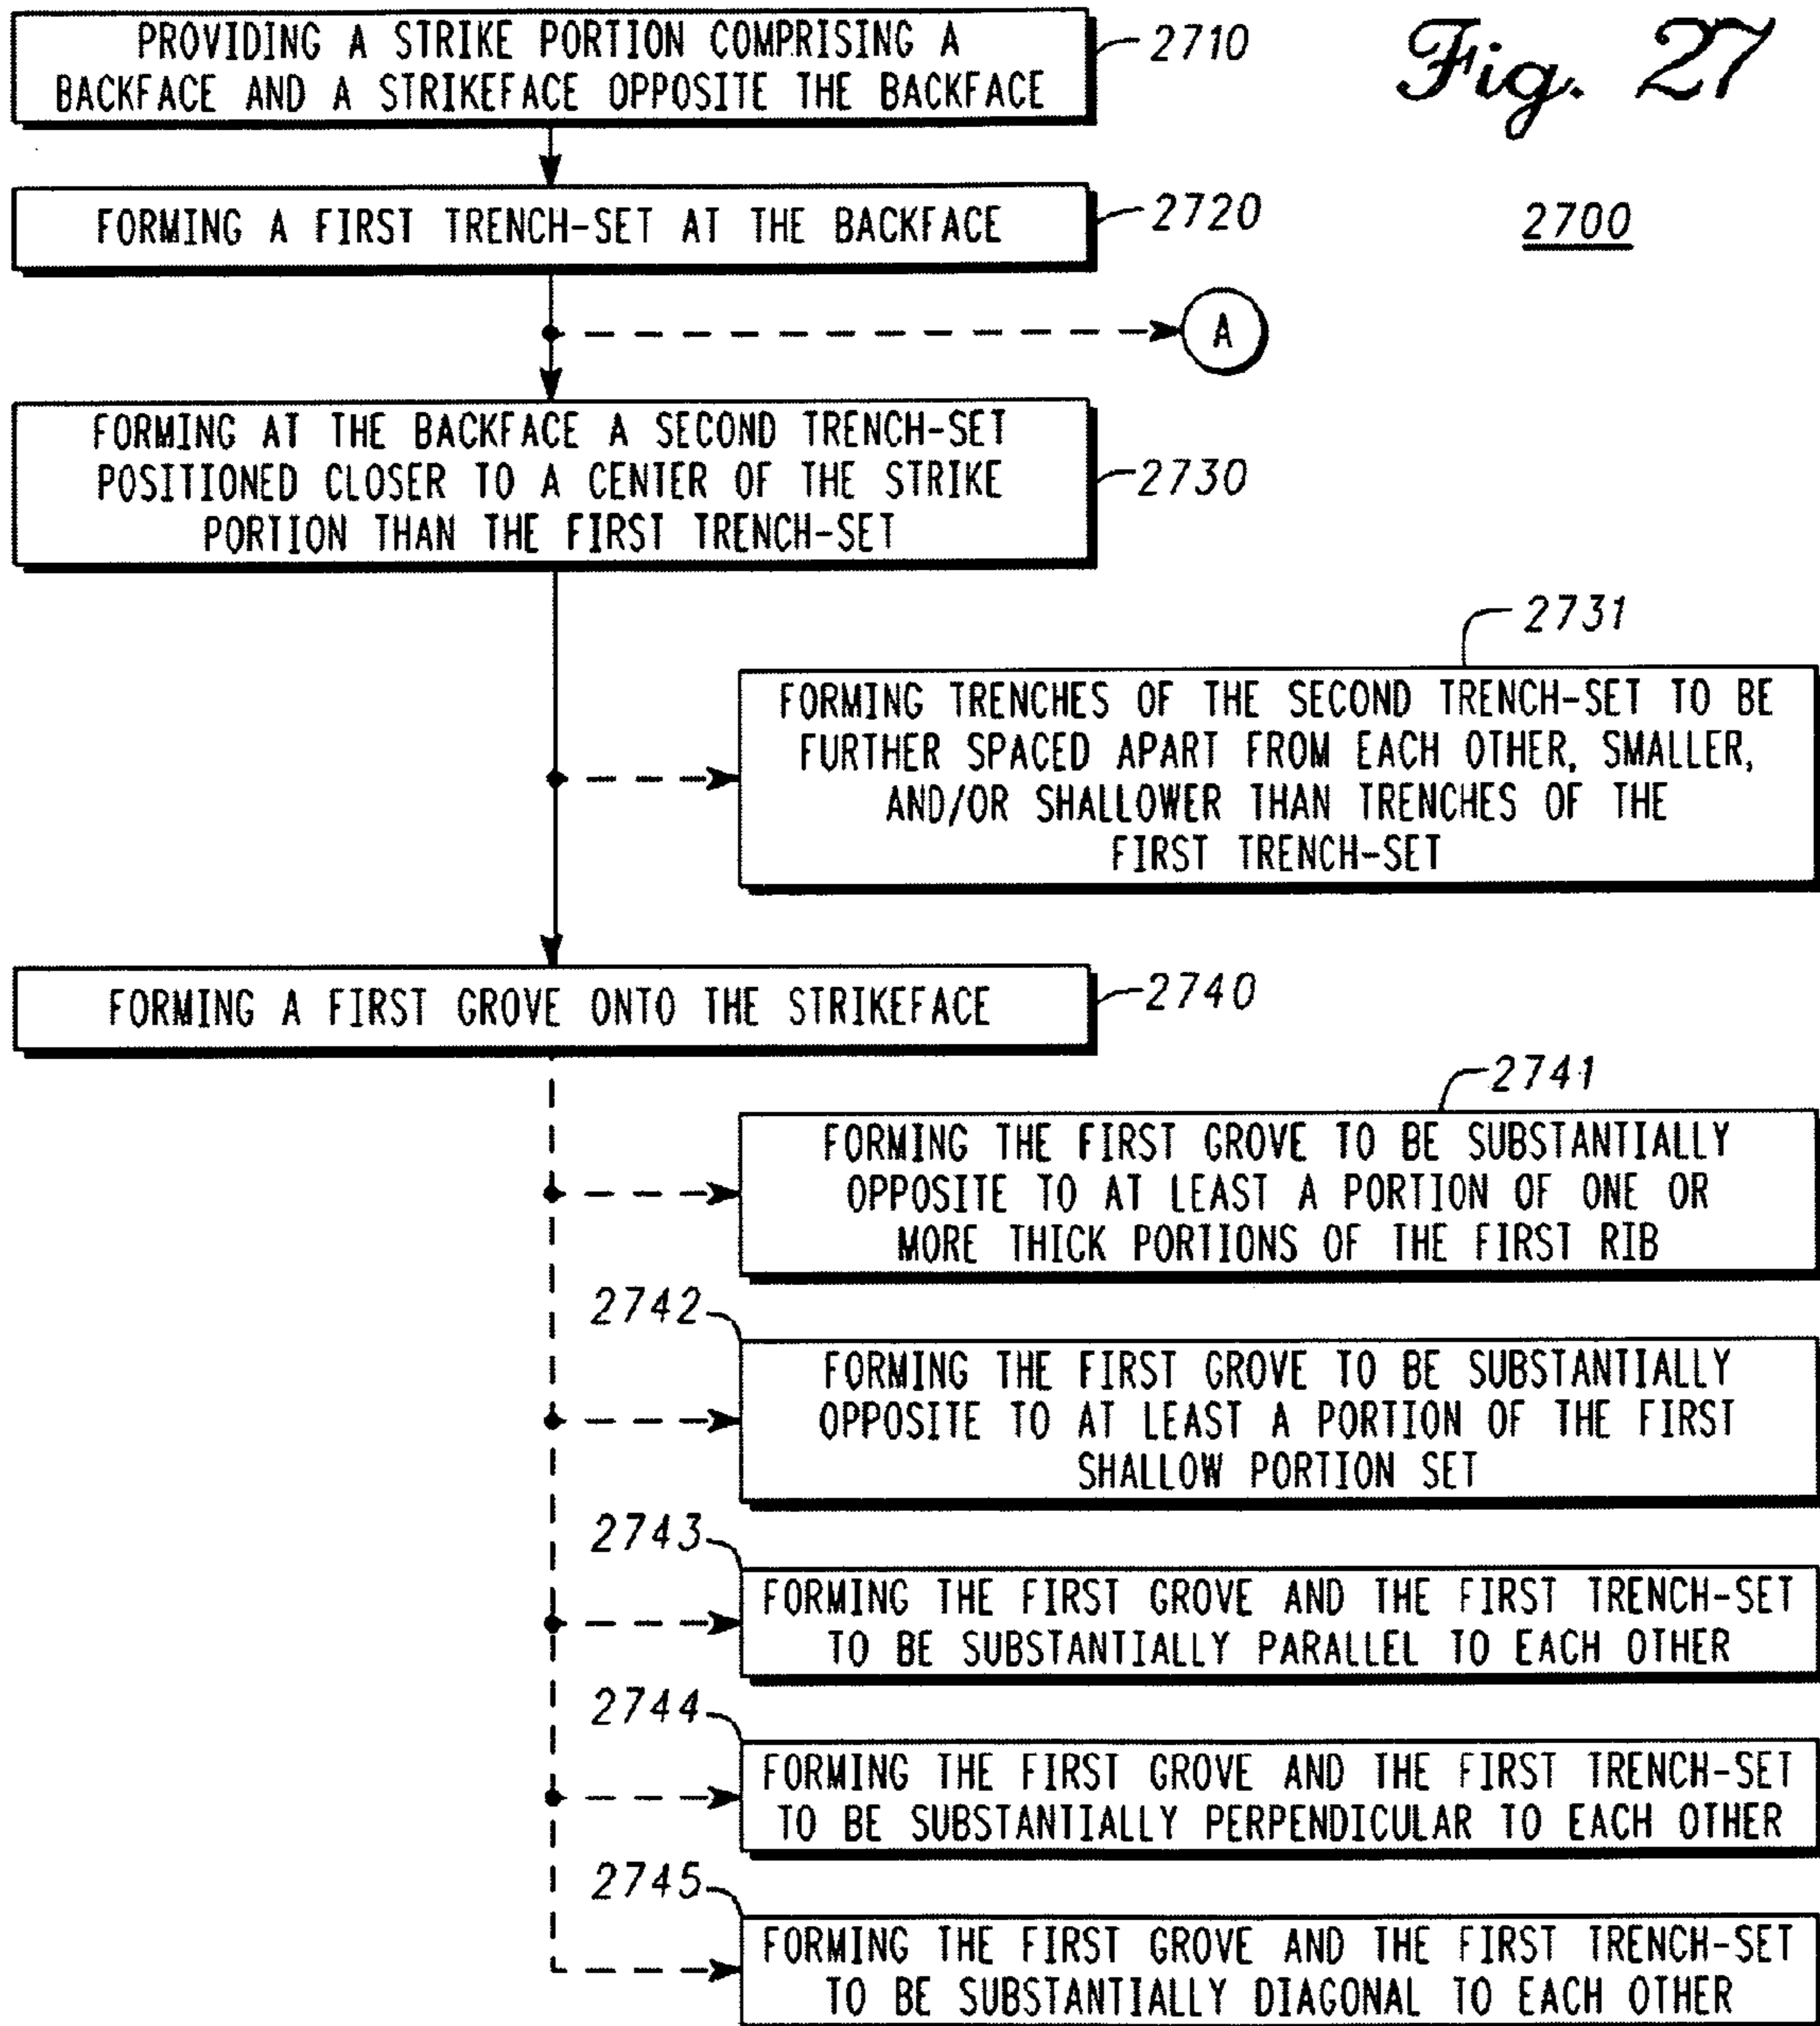 PROVIDING A STRIKE PORTION COMPRISING A
BACKFACE AND A STRIKEFACE OPPOSITE THE BACKFACE
2710
Fig. 27
FORMING A FIRST TRENCH-SET AT THE BACKFACE
2720
2700
A
FORMING AT THE BACKFACE A SECOND TRENCH-SET
POSITIONED CLOSER TO A CENTER OF THE STRIKE
PORTION THAN THE FIRST TRENCH-SET
2730
2731
FORMING TRENCHES OF THE SECOND TRENCH-SET TO BE
FURTHER SPACED APART FROM EACH OTHER, SMALLER,
AND/OR SHALLOWER THAN TRENCHES OF THE
FIRST TRENCH-SET
FORMING A FIRST GROVE ONTO THE STRIKEFACE
2740
2741
FORMING THE FIRST GROVE TO BE SUBSTANTIALLY
OPPOSITE TO AT LEAST A PORTION OF ONE OR
MORE THICK PORTIONS OF THE FIRST RIB
2742
FORMING THE FIRST GROVE TO BE SUBSTANTIALLY
OPPOSITE TO AT LEAST A PORTION OF THE FIRST
SHALLOW PORTION SET
2743
FORMING THE FIRST GROVE AND THE FIRST TRENCH-SET
TO BE SUBSTANTIALLY PARALLEL TO EACH OTHER
2744
FORMING THE FIRST GROVE AND THE FIRST TRENCH-SET
TO BE SUBSTANTIALLY PERPENDICULAR TO EACH OTHER
2745
FORMING THE FIRST GROVE AND THE FIRST TRENCH-SET
TO BE SUBSTANTIALLY DIAGONAL TO EACH OTHER